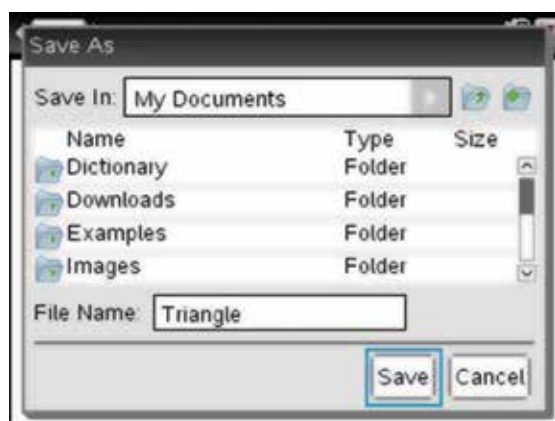 Save As
Save In: My Documents
Name Type Size
Dictionary Folder
Downloads Folder
Examples Folder
Images Folder
File Name: Triangle
Save Cancel